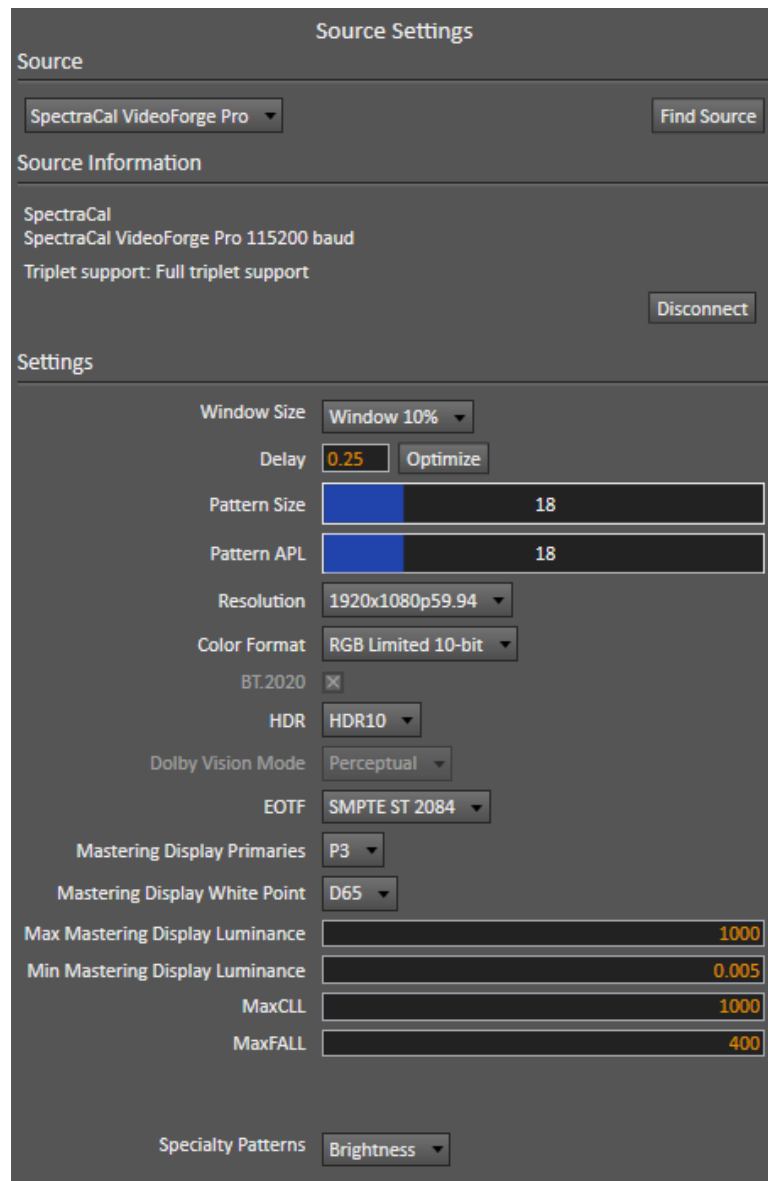 Source Settings
Source
SpectraCal VideoForge Pro
Find Source
Source Information
SpectraCal
SpectraCal VideoForge Pro 115200 baud
Triplet support: Full triplet support
Disconnect
Settings
Window Size Window 10%
Delay 0.25 Optimize
Pattern Size 18
Pattern APL 18
Resolution 1920x1080p59.94
Color Format RGB Limited 10-bit
BT.2020
HDR HDR10
Dolby Vision Mode Perceptual
EOTF SMPTE ST 2084
Mastering Display Primaries P3
Mastering Display White Point D65
Max Mastering Display Luminance 1000
Min Mastering Display Luminance 0.005
MaxCLL 1000
MaxFALL 400
Specialty Patterns Brightness